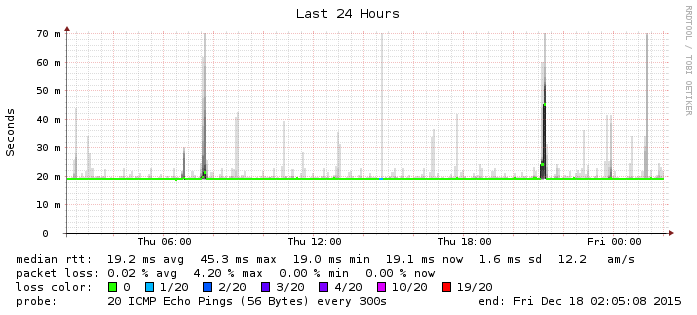 Last 24 Hours
RRDTOOL / TOBI OETIKER
Seconds
70 m
60 m
50 m
40 m
30 m
20 m
10 m
0
Thu 06:00 Thu 12:00 Thu 18:00 Fri 00:00
median rtt: 19.2 ms avg 45.3 ms max 19.0 ms min 19.1 ms now 1.6 ms sd 12.2 am/s
packet loss: 0.02 % avg 4.20 % max 0.00 % min 0.00 % now
loss color: 0 1/20 2/20 3/20 4/20 10/20 19/20
probe: 20 ICMP Echo Pings (56 Bytes) every 300s end: Fri Dec 18 02:05:08 2015